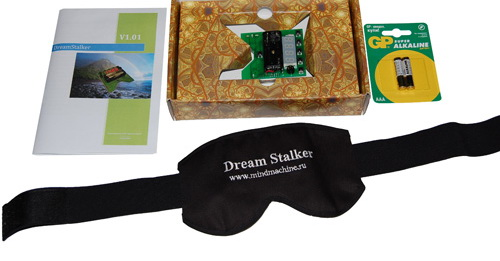 V1.01
DreamStalker
GP
SUPER
ALKALINE
AAA
Dream Stalker
www.mindmachine.ru